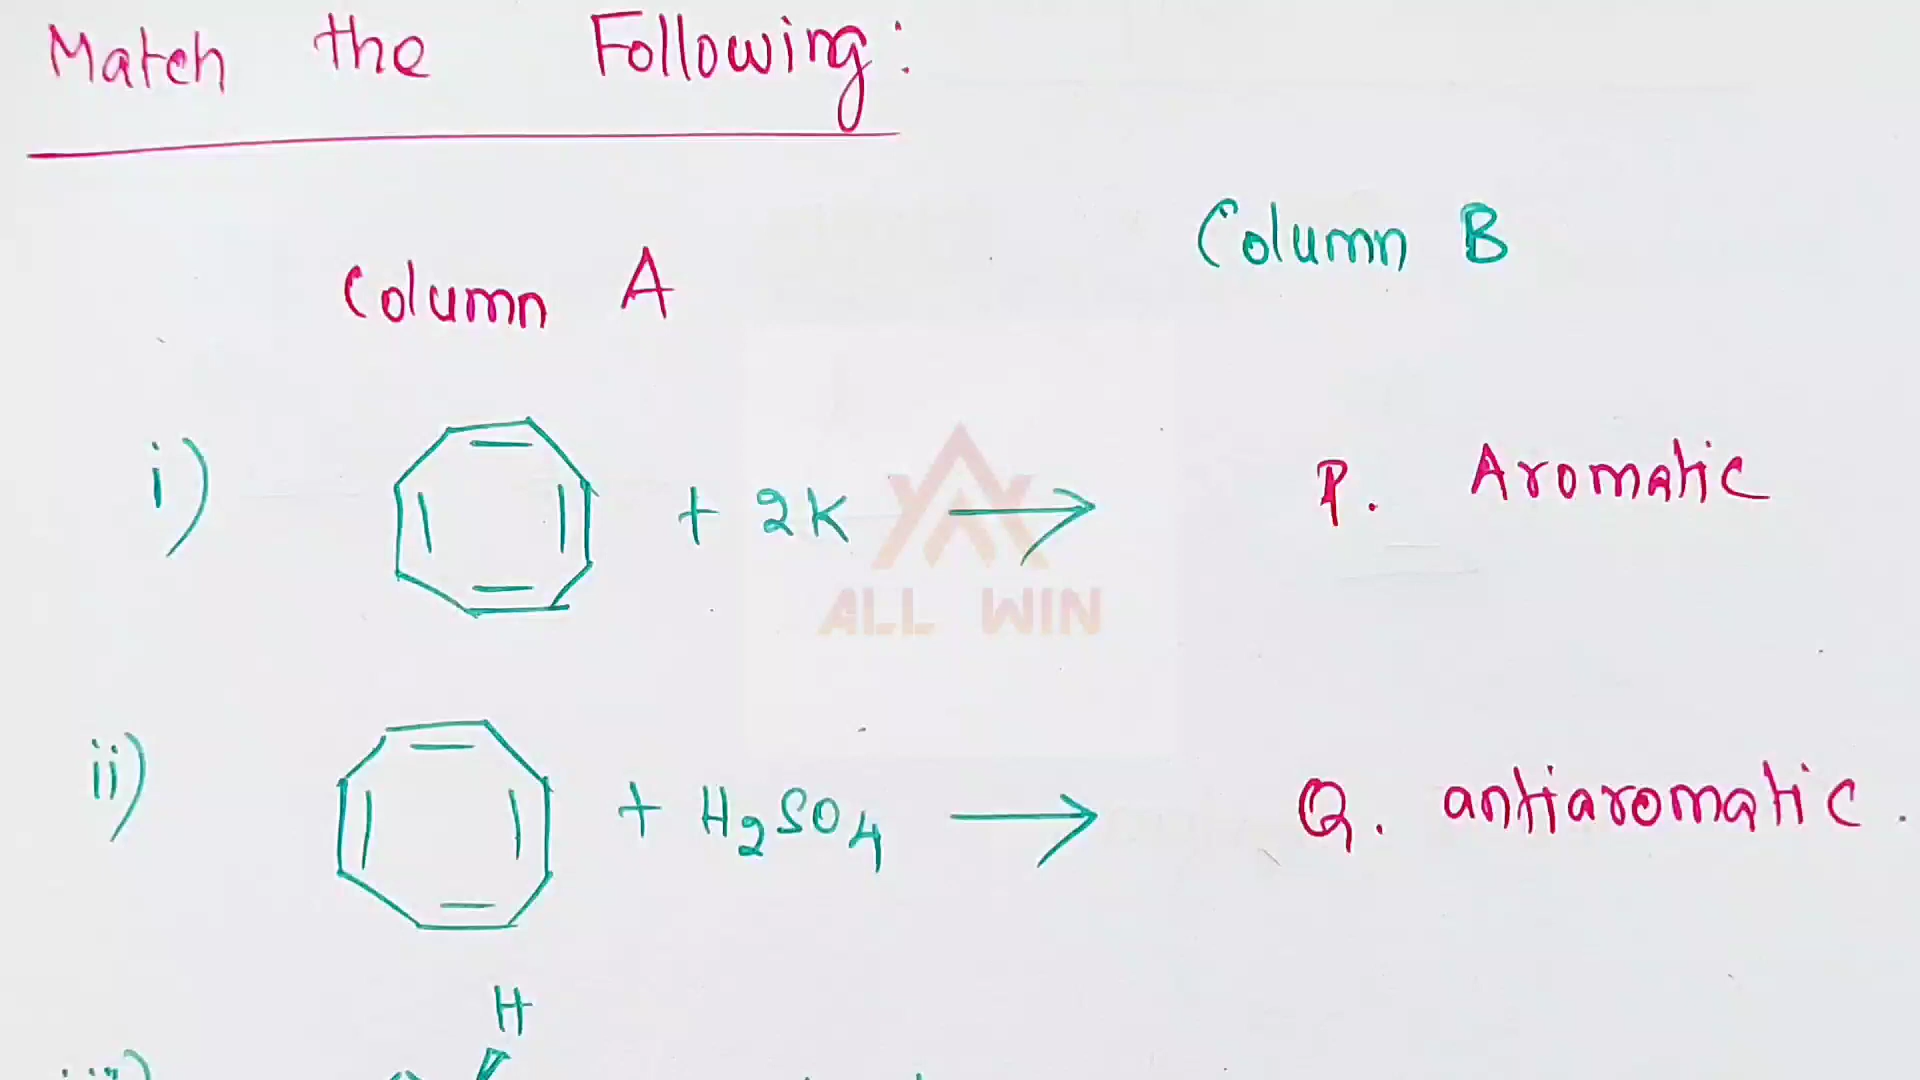 Match the Following:
Column A
Column B
i) + 2K → P. Aromatic
ALL WIN
ii) + H₂SO₄ → Q. antiaromatic.
H